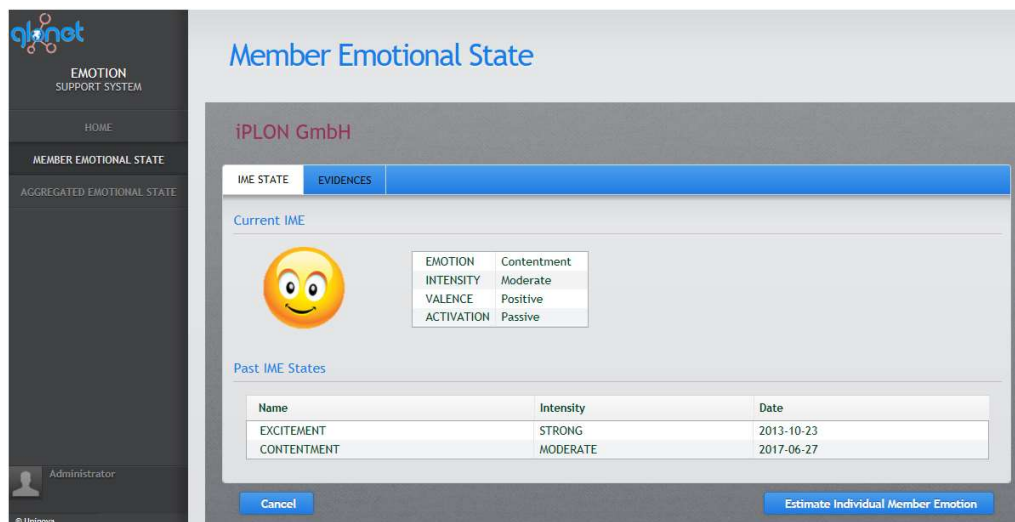 glonet
EMOTION
SUPPORT SYSTEM
HOME
MEMBER EMOTIONAL STATE
AGGREGATED EMOTIONAL STATE
Administrator
© Uninova
Member Emotional State
iPLON GmbH
IME STATE EVIDENCES
Current IME
EMOTION Contentment
INTENSITY Moderate
VALENCE Positive
ACTIVATION Passive
Past IME States
Name Intensity Date
EXCITEMENT STRONG 2013-10-23
CONTENTMENT MODERATE 2017-06-27
Cancel Estimate Individual Member Emotion